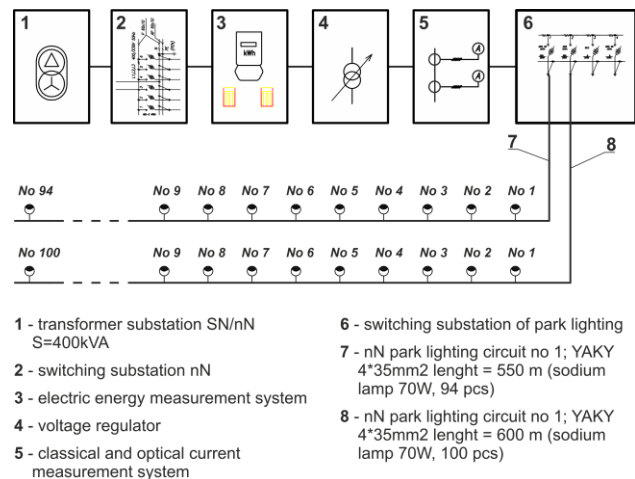 1 2 3 4 5 6
kWh A A
7 8
No 94 No 9 No 8 No 7 No 6 No 5 No 4 No 3 No 2 No 1
No 100 No 9 No 8 No 7 No 6 No 5 No 4 No 3 No 2 No 1
1 - transformer substation SN/nN
S=400kVA
2 - switching substation nN
3 - electric energy measurement system
4 - voltage regulator
5 - classical and optical current
measurement system
6 - switching substation of park lighting
7 - nN park lighting circuit no 1; YAKY
4*35mm2 lenght = 550 m (sodium
lamp 70W, 94 pcs)
8 - nN park lighting circuit no 1; YAKY
4*35mm2 lenght = 600 m (sodium
lamp 70W, 100 pcs)